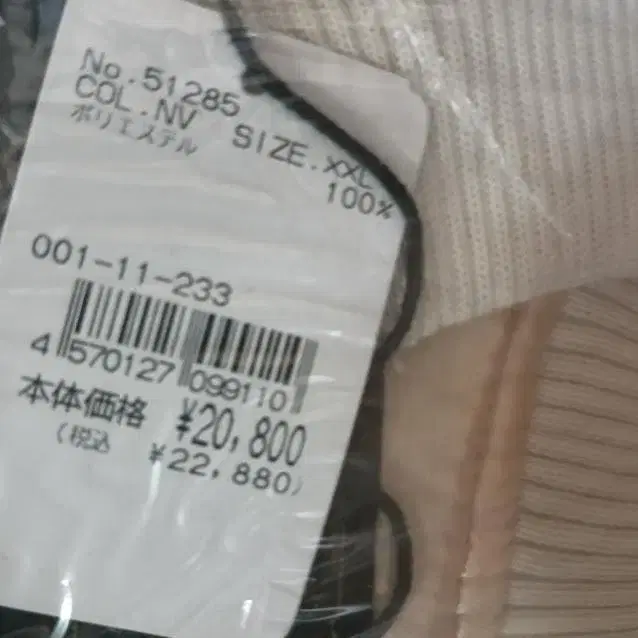 No.51285
COL.NV SIZE.XXL
ポリエステル 100%
001-11-233
4 570127 099110
本体価格 ¥20,800
(税込 ¥22,880)